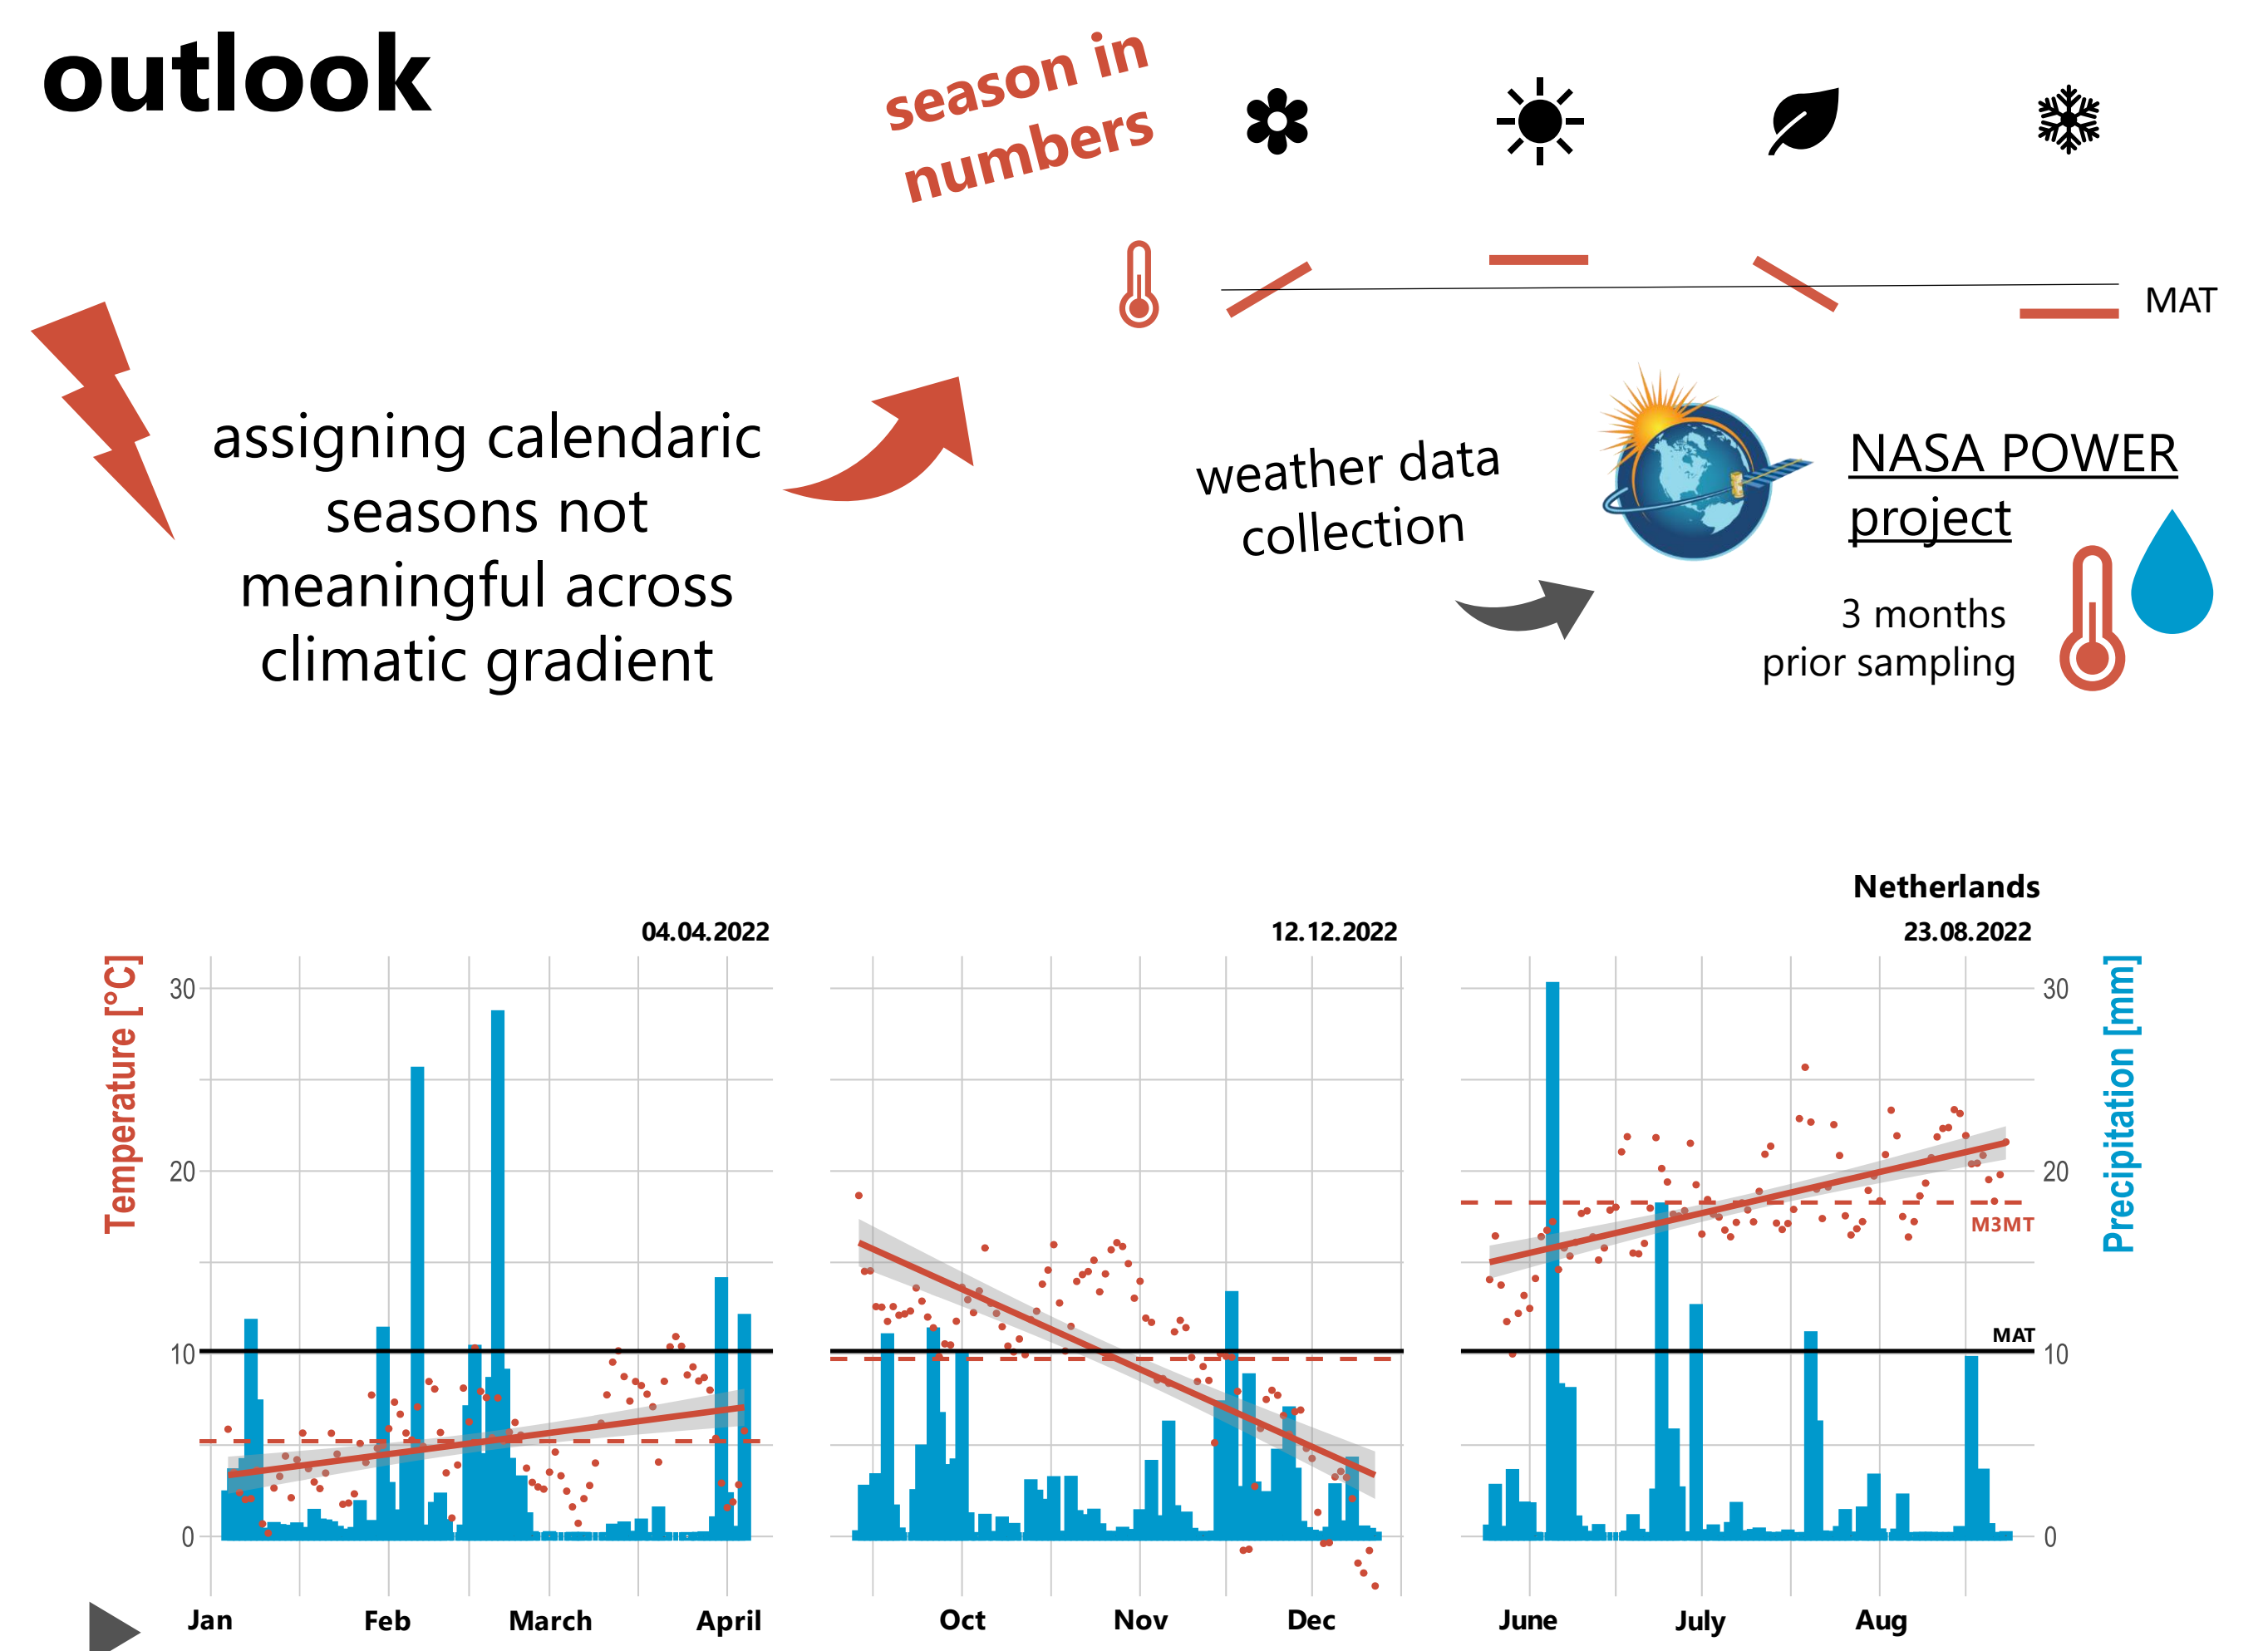 outlook
season in
numbers
MAT
assigning calendaric
seasons not
meaningful across
climatic gradient
weather data
collection
NASA POWER
project
3 months
prior sampling
Netherlands
04.04.2022
12.12.2022
23.08.2022
Temperature [°C]
Precipitation [mm]
30
20
10
0
30
20
10
0
M3MT
MAT
Jan Feb March April
Oct Nov Dec
June July Aug